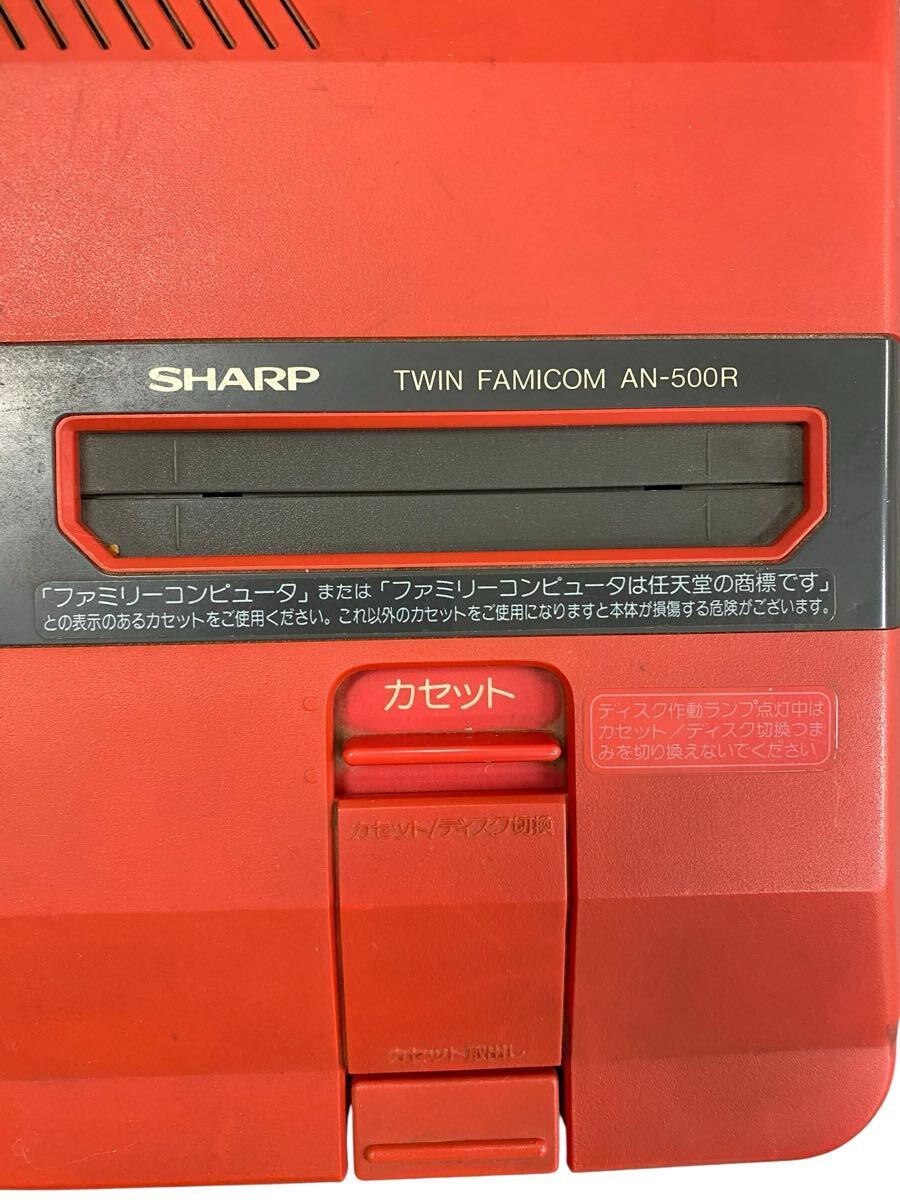 SHARP TWIN FAMICOM AN-500R
「ファミリーコンピュータ」または「ファミリーコンピュータは任天堂の商標です」
との表示のあるカセットをご使用ください。これ以外のカセットをご使用になりますと本体が損傷する危険がございます。
カセット
ディスク作動ランプ点灯中は
カセット/ディスク切換つま
みを切り換えないでください
カセット/ディスク切換
カセット取出し